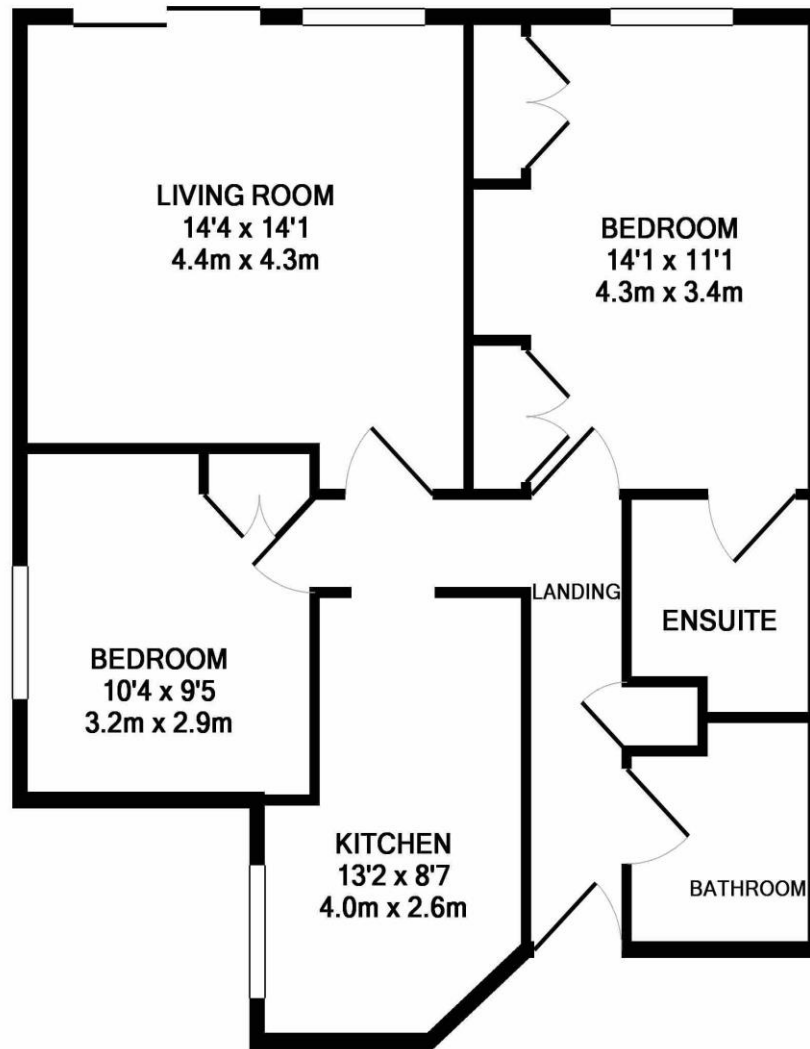 LIVING ROOM
14'4 x 14'1
4.4m x 4.3m
BEDROOM
14'1 x 11'1
4.3m x 3.4m
LANDING
ENSUITE
BEDROOM
10'4 x 9'5
3.2m x 2.9m
KITCHEN
13'2 x 8'7
4.0m x 2.6m
BATHROOM